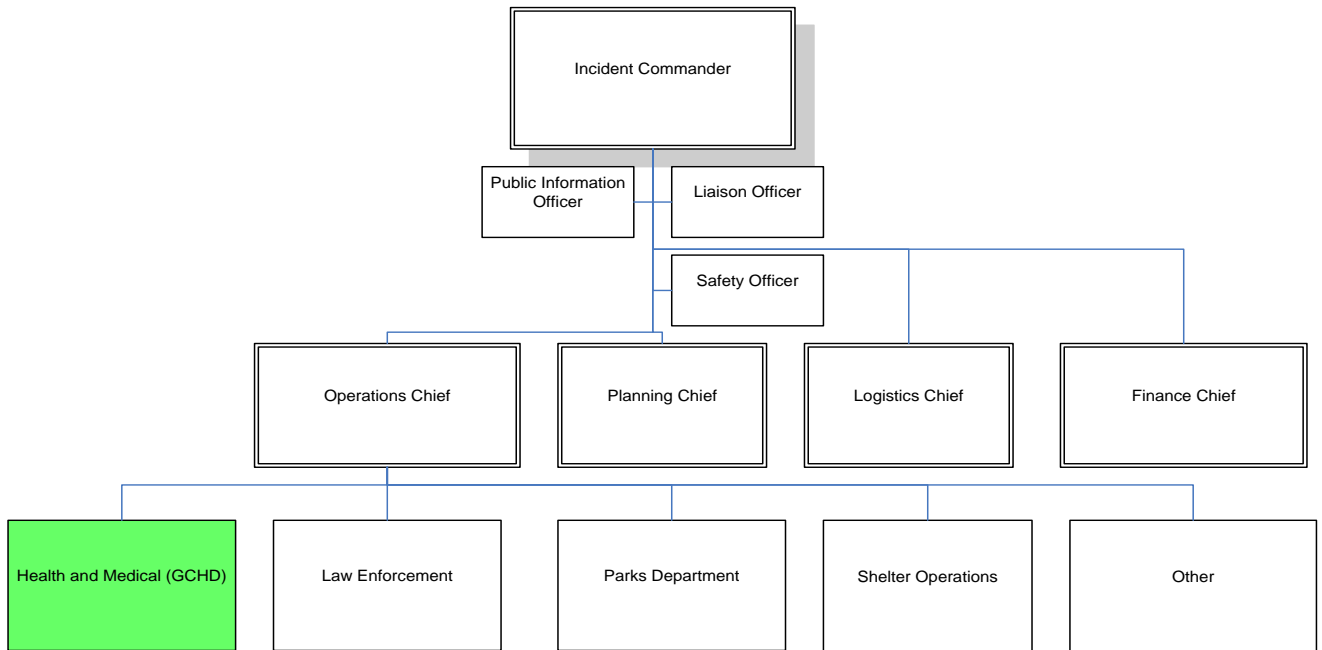 Incident Commander
Public Information
Officer
Liaison Officer
Safety Officer
Operations Chief
Planning Chief
Logistics Chief
Finance Chief
Health and Medical (GCHD)
Law Enforcement
Parks Department
Shelter Operations
Other